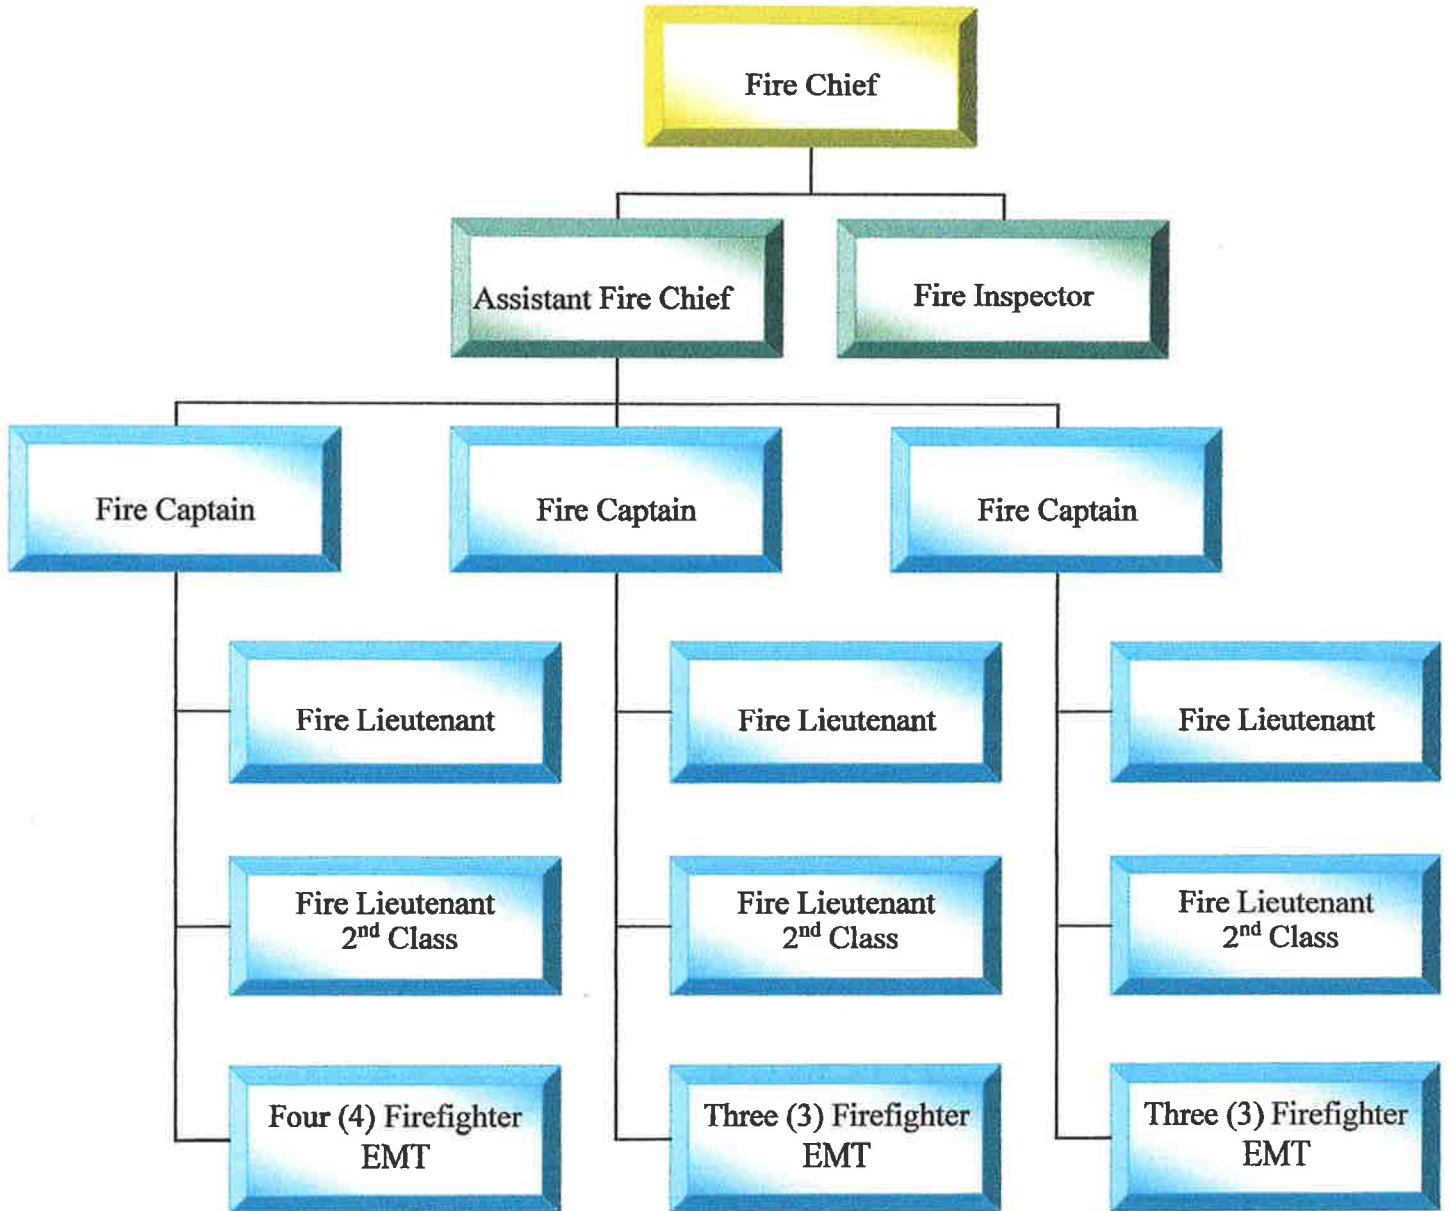 Fire Chief
Assistant Fire Chief
Fire Inspector
Fire Captain
Fire Captain
Fire Captain
Fire Lieutenant
Fire Lieutenant
Fire Lieutenant
Fire Lieutenant
2nd Class
Fire Lieutenant
2nd Class
Fire Lieutenant
2nd Class
Four (4) Firefighter
EMT
Three (3) Firefighter
EMT
Three (3) Firefighter
EMT